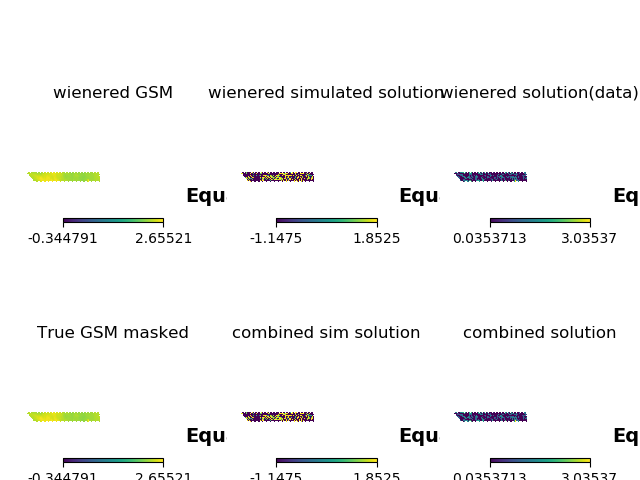 wienered GSM
wienered simulated solution
wienered solution(data)
Equ
Equ
Eq
-0.344791 2.65521
-1.1475 1.8525
0.0353713 3.03537
True GSM masked
combined sim solution
combined solution
Equ
Equ
Eq
-0.344791 2.65521
-1.1475 1.8525
0.0353713 3.03537